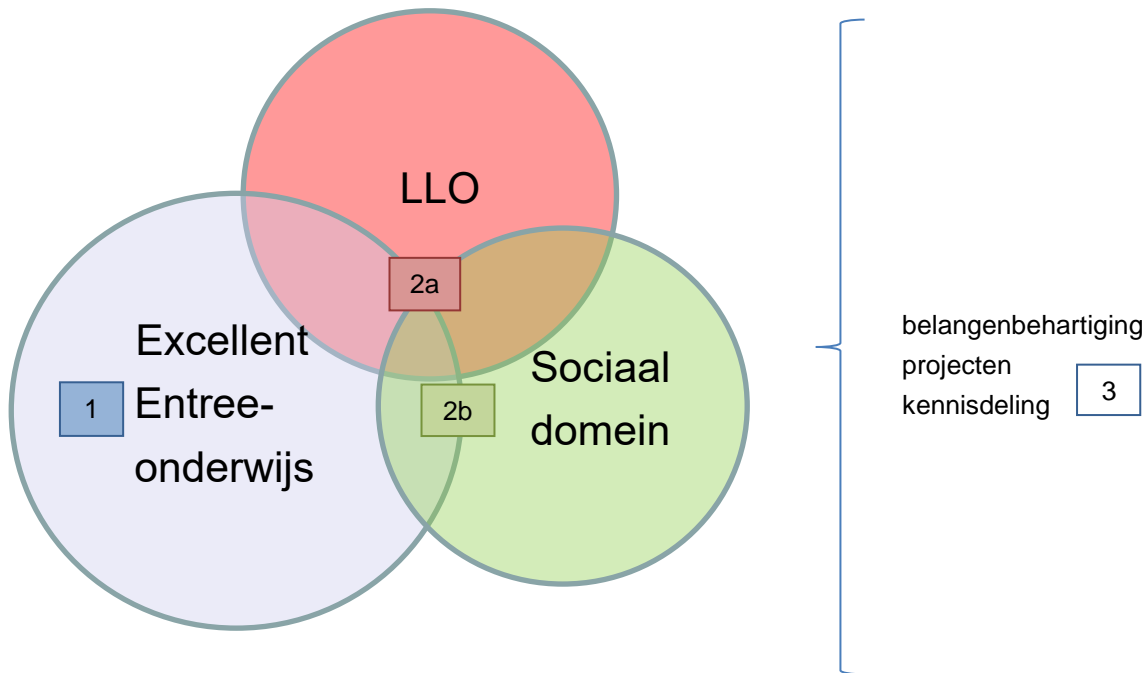 LLO
2a
Excellent
Entree-
onderwijs
1
2b
Sociaal
domein
belangenbehartiging
projecten
kennisdeling
3